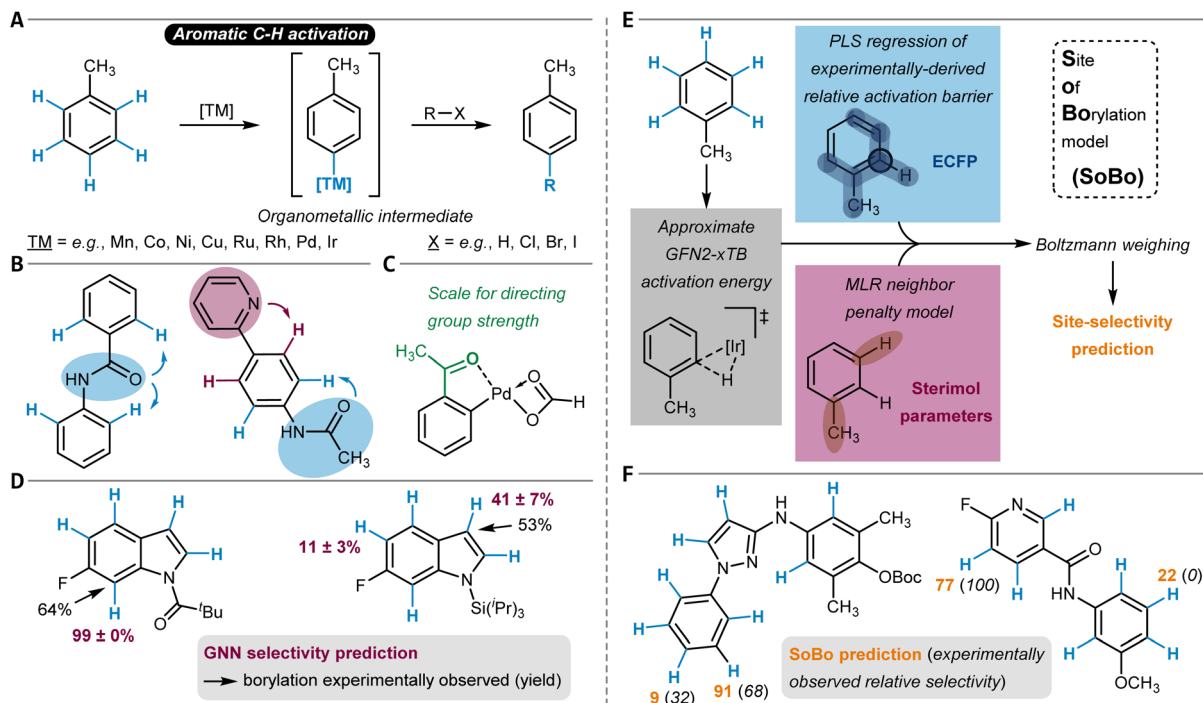 A
Aromatic C-H activation
CH3
H
H
H
H
H
[TM]
CH3
[TM]
R—X
CH3
R
Organometallic intermediate
TM = e.g., Mn, Co, Ni, Cu, Ru, Rh, Pd, Ir
X = e.g., H, Cl, Br, I
B
H
H
HN
O
H
H
N
H
H
H
H
HN
O
CH3
C
Scale for directing
group strength
H3C
O
Pd
O
O
H
D
H
H
H
F
N
64%
H
O
tBu
99 ± 0%
41 ± 7%
H
H
53%
11 ± 3%
H
F
N
H
Si(iPr)3
GNN selectivity prediction
borylation experimentally observed (yield)
E
H
H
H
H
H
CH3
Approximate
GFN2-xTB
activation energy
‡
[Ir]
H
CH3
PLS regression of
experimentally-derived
relative activation barrier
H
CH3
ECFP
MLR neighbor
penalty model
H
H
CH3
Sterimol
parameters
Site
of
Borylation
model
(SoBo)
Boltzmann weighing
Site-selectivity
prediction
F
H
H
N
H
CH3
H
N
N
H
OBoc
CH3
H
H
H
H
H
9 (32)
91 (68)
F
N
H
H
H
77 (100)
O
HN
H
22 (0)
H
H
H
OCH3
SoBo prediction (experimentally
observed relative selectivity)